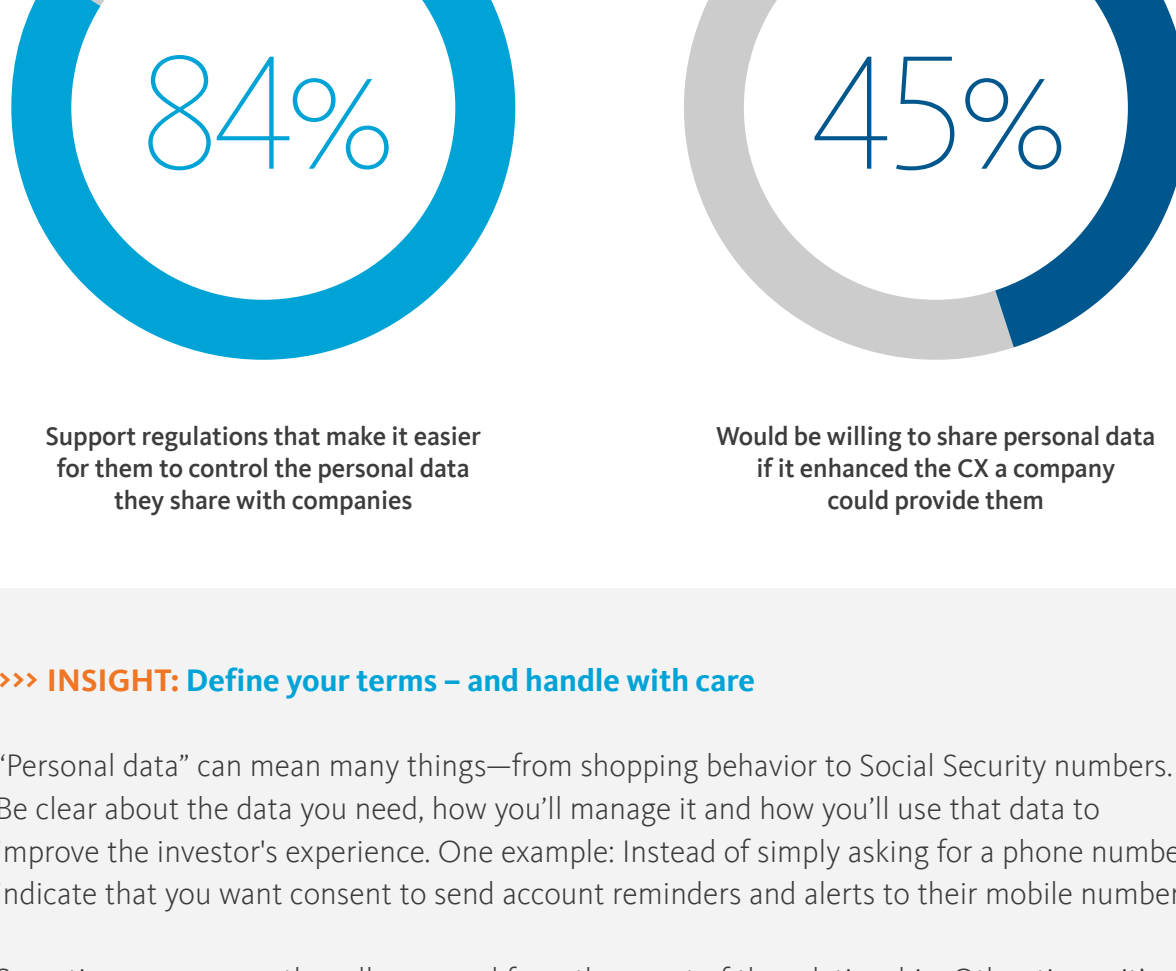 84%
45%
Support regulations that make it easier
for them to control the personal data
they share with companies
Would be willing to share personal data
if it enhanced the CX a company
could provide them
>>> INSIGHT: Define your terms – and handle with care
“Personal data” can mean many things—from shopping behavior to Social Security numbers.
Be clear about the data you need, how you’ll manage it and how you’ll use that data to
improve the investor's experience. One example: Instead of simply asking for a phone
indicate that you want consent to send account reminders and alerts to their mobile number